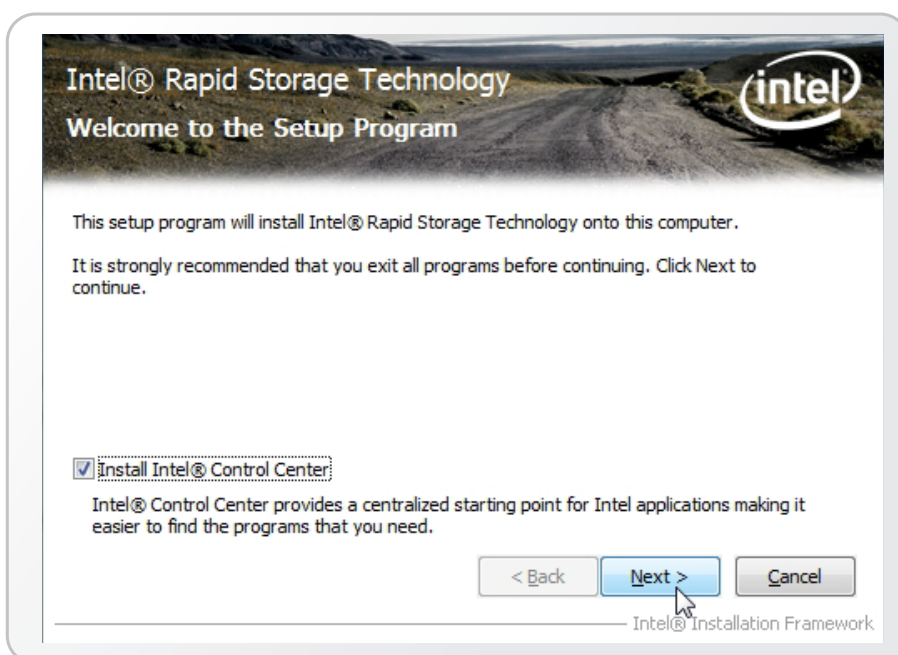 Intel® Rapid Storage Technology
Welcome to the Setup Program
intel®
This setup program will install Intel® Rapid Storage Technology onto this computer.
It is strongly recommended that you exit all programs before continuing. Click Next to
continue.
Install Intel® Control Center
Intel® Control Center provides a centralized starting point for Intel applications making it
easier to find the programs that you need.
< Back
Next >
Cancel
Intel® Installation Framework